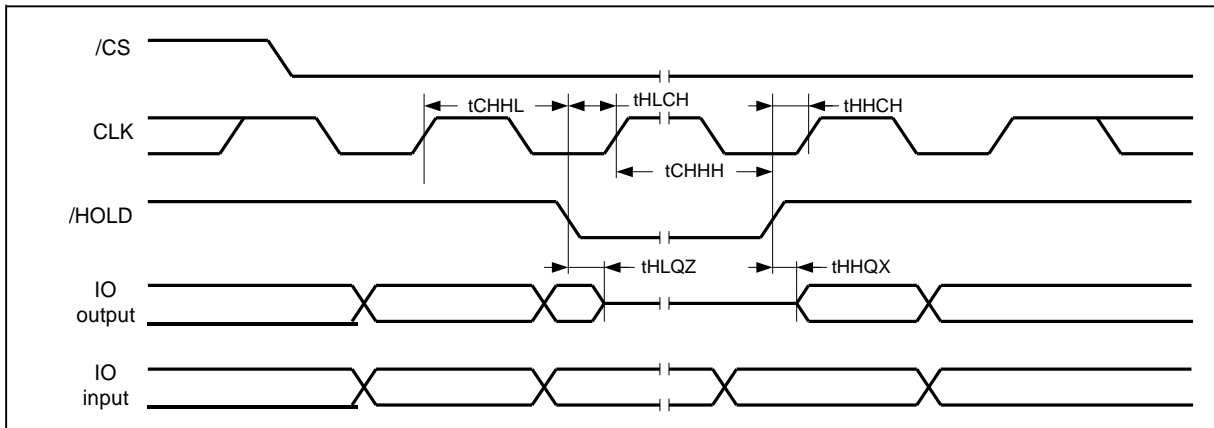 /CS
tCHHL
tHLCH
tHHCH
CLK
tCHHH
/HOLD
tHLQZ
tHHQX
IO
output
IO
input